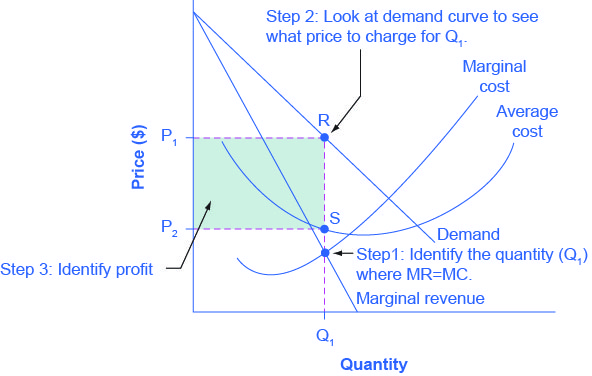 Step 2: Look at demand curve to see
what price to charge for Q1.
Marginal
cost
Average
cost
R
P1
Price ($)
S
P2
Demand
Step1: Identify the quantity (Q1)
where MR=MC.
Step 3: Identify profit
Marginal revenue
Q1
Quantity